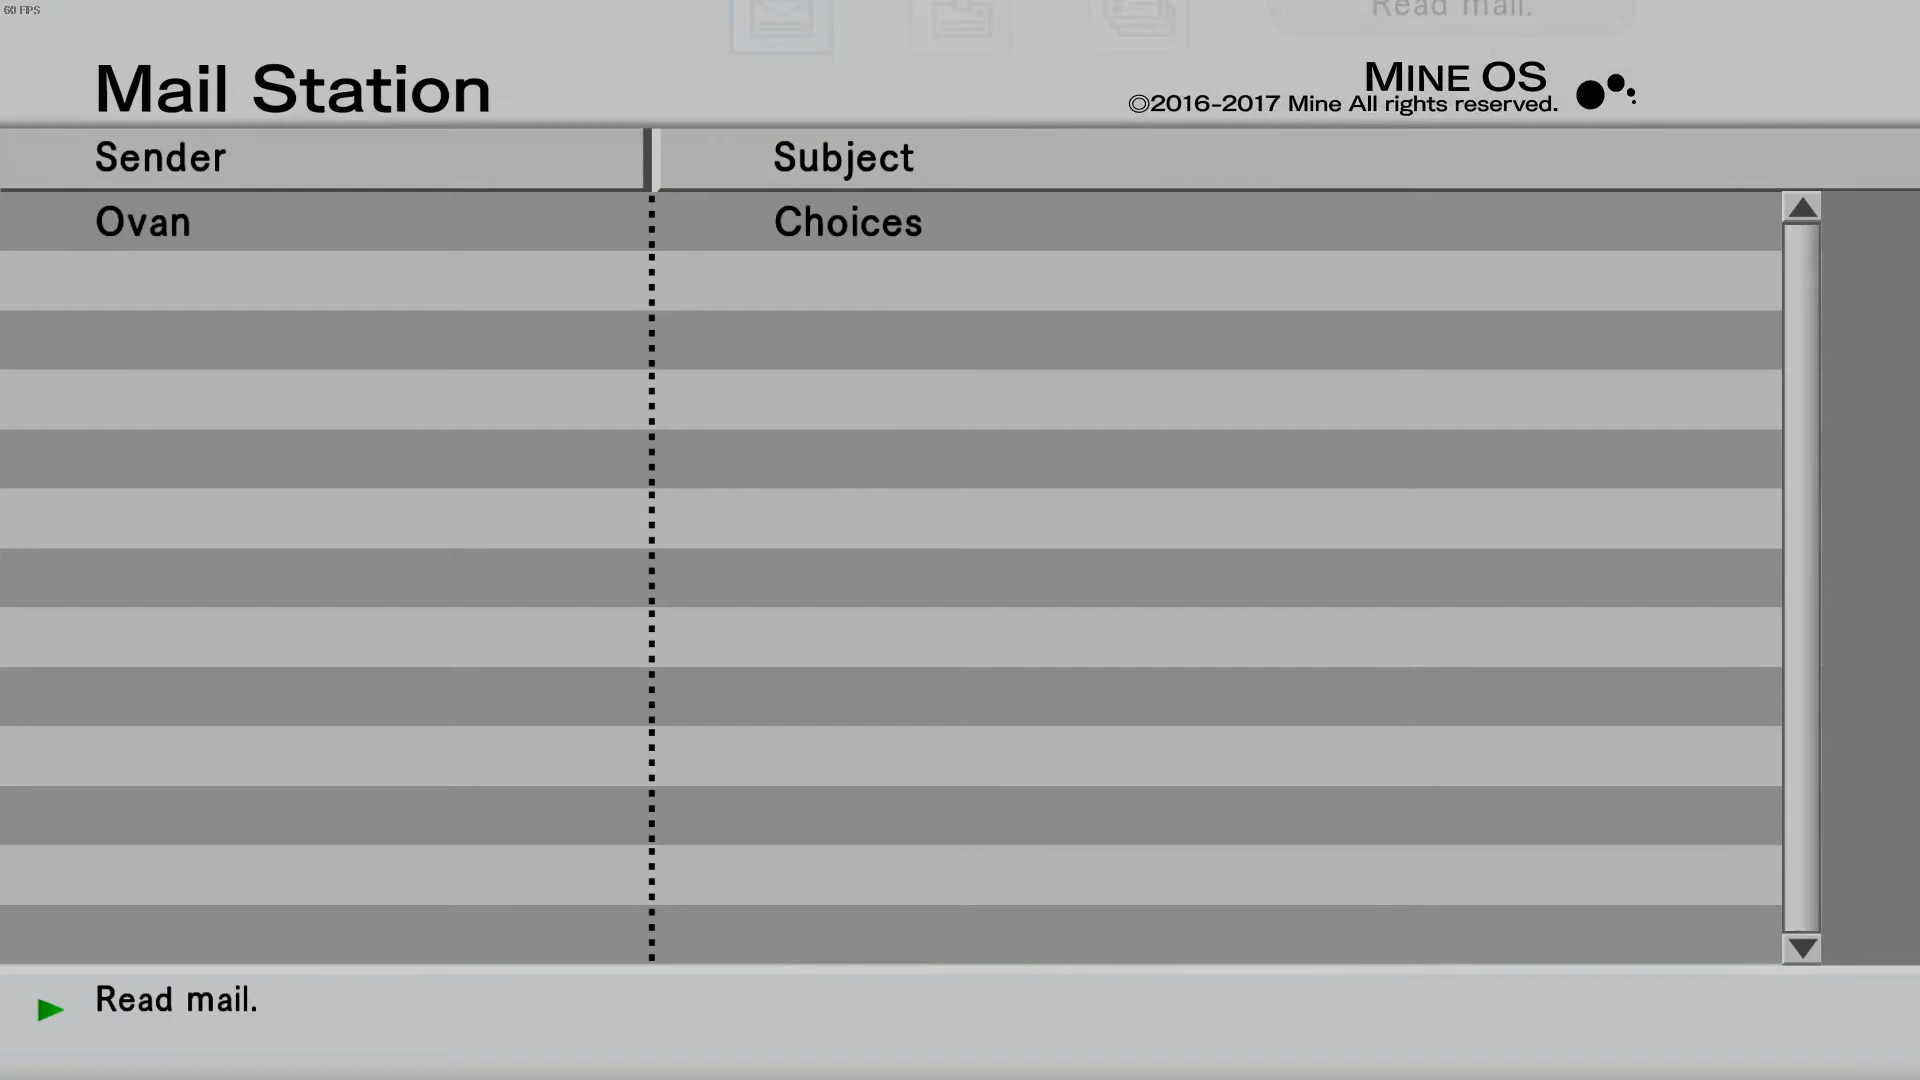 60 FPS
Read mail.
Mail Station
MINE OS
©2016-2017 Mine All rights reserved.
Sender
Subject
Ovan
Choices
Read mail.